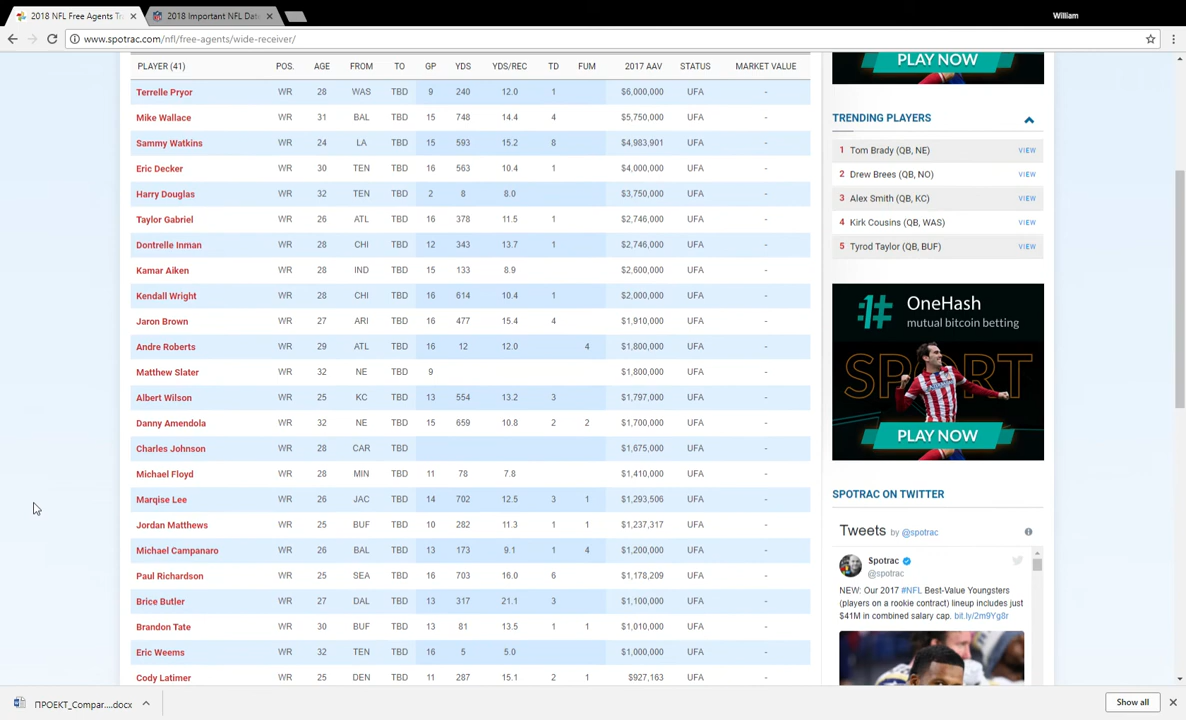 2018 NFL Free Agents Tr
2018 Important NFL Dat
William
www.spotrac.com/nfl/free-agents/wide-receiver/
PLAYER (41) POS. AGE FROM TO GP YDS YDS/REC TD FUM 2017 AAV STATUS MARKET VALUE
Terrelle Pryor WR 28 WAS TBD 9 240 12.0 1 $6,000,000 UFA -
Mike Wallace WR 31 BAL TBD 15 748 14.4 4 $5,750,000 UFA -
Sammy Watkins WR 24 LA TBD 15 593 15.2 8 $4,983,901 UFA -
Eric Decker WR 30 TEN TBD 16 563 10.4 1 $4,000,000 UFA -
Harry Douglas WR 32 TEN TBD 2 8 8.0 $3,750,000 UFA -
Taylor Gabriel WR 26 ATL TBD 16 378 11.5 1 $2,746,000 UFA -
Dontrelle Inman WR 28 CHI TBD 12 343 13.7 1 $2,746,000 UFA -
Kamar Aiken WR 28 IND TBD 15 133 8.9 $2,600,000 UFA -
Kendall Wright WR 28 CHI TBD 16 614 10.4 1 $2,000,000 UFA -
Jaron Brown WR 27 ARI TBD 16 477 15.4 4 $1,910,000 UFA -
Andre Roberts WR 29 ATL TBD 16 12 12.0 4 $1,800,000 UFA -
Matthew Slater WR 32 NE TBD 9 $1,800,000 UFA -
Albert Wilson WR 25 KC TBD 13 554 13.2 3 $1,797,000 UFA -
Danny Amendola WR 32 NE TBD 15 659 10.8 2 2 $1,700,000 UFA -
Charles Johnson WR 28 CAR TBD $1,675,000 UFA -
Michael Floyd WR 28 MIN TBD 11 78 7.8 $1,410,000 UFA -
Marqise Lee WR 26 JAC TBD 14 702 12.5 3 1 $1,293,506 UFA -
Jordan Matthews WR 25 BUF TBD 10 282 11.3 1 1 $1,237,317 UFA -
Michael Campanaro WR 26 BAL TBD 13 173 9.1 1 4 $1,200,000 UFA -
Paul Richardson WR 25 SEA TBD 16 703 16.0 6 $1,178,209 UFA -
Brice Butler WR 27 DAL TBD 13 317 21.1 3 $1,100,000 UFA -
Brandon Tate WR 30 BUF TBD 13 81 13.5 1 1 $1,010,000 UFA -
Eric Weems WR 32 TEN TBD 16 5 5.0 $1,000,000 UFA -
Cody Latimer WR 25 DEN TBD 11 287 15.1 2 1 $927,163 UFA -
PLAY NOW
TRENDING PLAYERS
1 Tom Brady (QB, NE) VIEW
2 Drew Brees (QB, NO) VIEW
3 Alex Smith (QB, KC) VIEW
4 Kirk Cousins (QB, WAS) VIEW
5 Tyrod Taylor (QB, BUF) VIEW
OneHash
mutual bitcoin betting
SPORT
PLAY NOW
SPOTRAC ON TWITTER
Tweets by @spotrac
Spotrac
@spotrac
NEW: Our 2017 #NFL Best-Value Youngsters
(players on a rookie contract) lineup includes just
$41M in combined salary cap. bit.ly/2m9Yg8r
ПРОЕКТ_Compar....docx
Show all